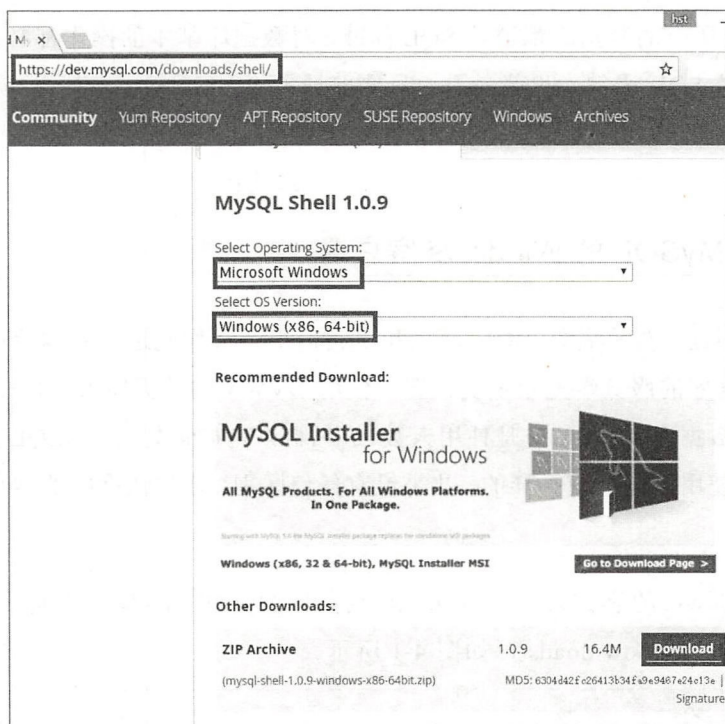 hst
https://dev.mysql.com/downloads/shell/
Community Yum Repository APT Repository SUSE Repository Windows Archives
MySQL Shell 1.0.9
Select Operating System:
Microsoft Windows
Select OS Version:
Windows (x86, 64-bit)
Recommended Download:
MySQL Installer
for Windows
All MySQL Products. For All Windows Platforms.
In One Package.
Windows (x86, 32 & 64-bit), MySQL Installer MSI
Go to Download Page >
Other Downloads:
ZIP Archive 1.0.9 16.4M Download
(mysql-shell-1.0.9-windows-x86-64bit.zip) MD5: |
Signature